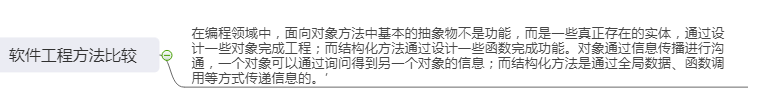 在编程领域中，面向对象方法中基本的抽象物不是功能，而是一些真正存在的实体，通过设
计一些对象完成工程；而结构化方法通过设计一些函数完成功能。对象通过信息传播进行沟
通，一个对象可以通过询问得到另一个对象的信息；而结构化方法是通过全局数据、函数调
用等方式传递信息的。’
软件工程方法比较